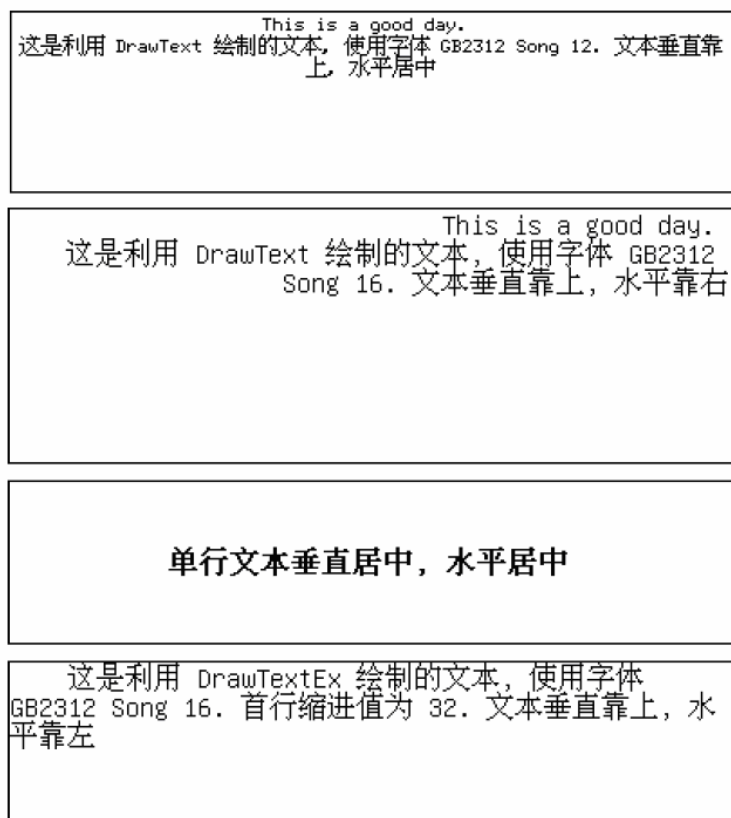 This is a good day.
这是利用 DrawText 绘制的文本, 使用字体 GB2312 Song 12. 文本垂直靠
上, 水平居中
This is a good day.
这是利用 DrawText 绘制的文本, 使用字体 GB2312
Song 16. 文本垂直靠上, 水平靠右
单行文本垂直居中, 水平居中
这是利用 DrawTextEx 绘制的文本, 使用字体
GB2312 Song 16. 首行缩进值为 32. 文本垂直靠上, 水
平靠左